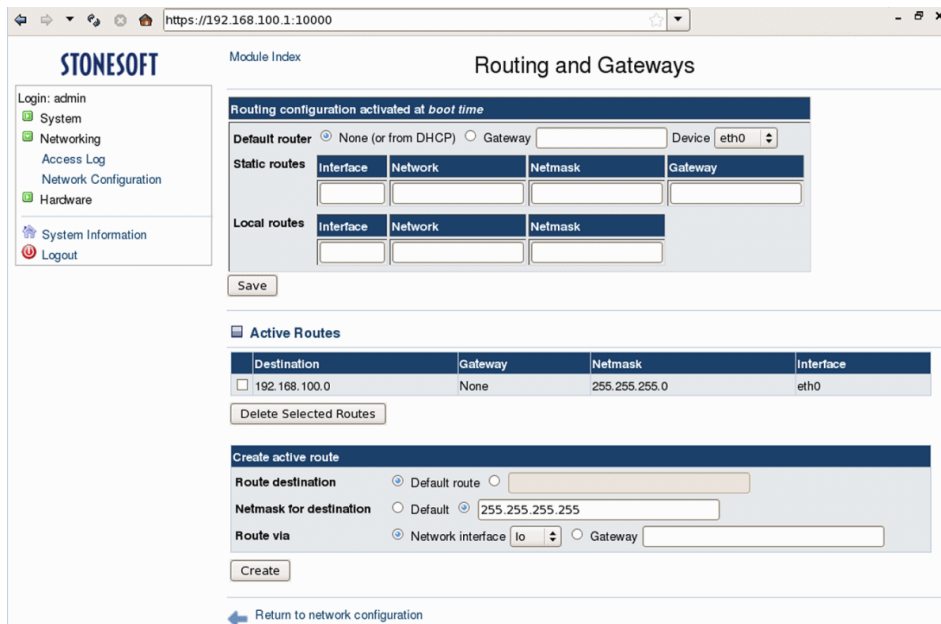 https://192.168.100.1:10000
STONESOFT
Login: admin
System
Networking
Access Log
Network Configuration
Hardware
System Information
Logout
Module Index
Routing and Gateways
Routing configuration activated at boot time
Default router None (or from DHCP) Gateway Device eth0
Static routes Interface Network Netmask Gateway
Local routes Interface Network Netmask
Save
Active Routes
Destination Gateway Netmask Interface
192.168.100.0 None 255.255.255.0 eth0
Delete Selected Routes
Create active route
Route destination Default route
Netmask for destination Default 255.255.255.255
Route via Network interface lo Gateway
Create
Return to network configuration